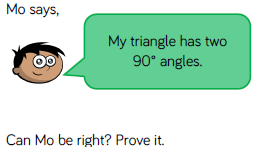 Mo says,
My triangle has two
90° angles.
Can Mo be right? Prove it.